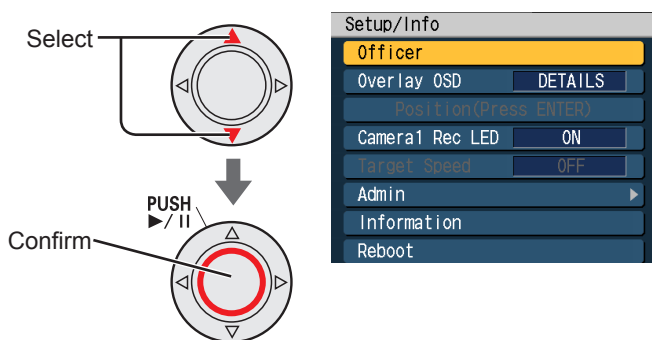 Select
PUSH
▶/II
Confirm
Setup/Info
Officer
Overlay OSD DETAILS
Position(Press ENTER)
Camera1 Rec LED ON
Target Speed OFF
Admin
Information
Reboot